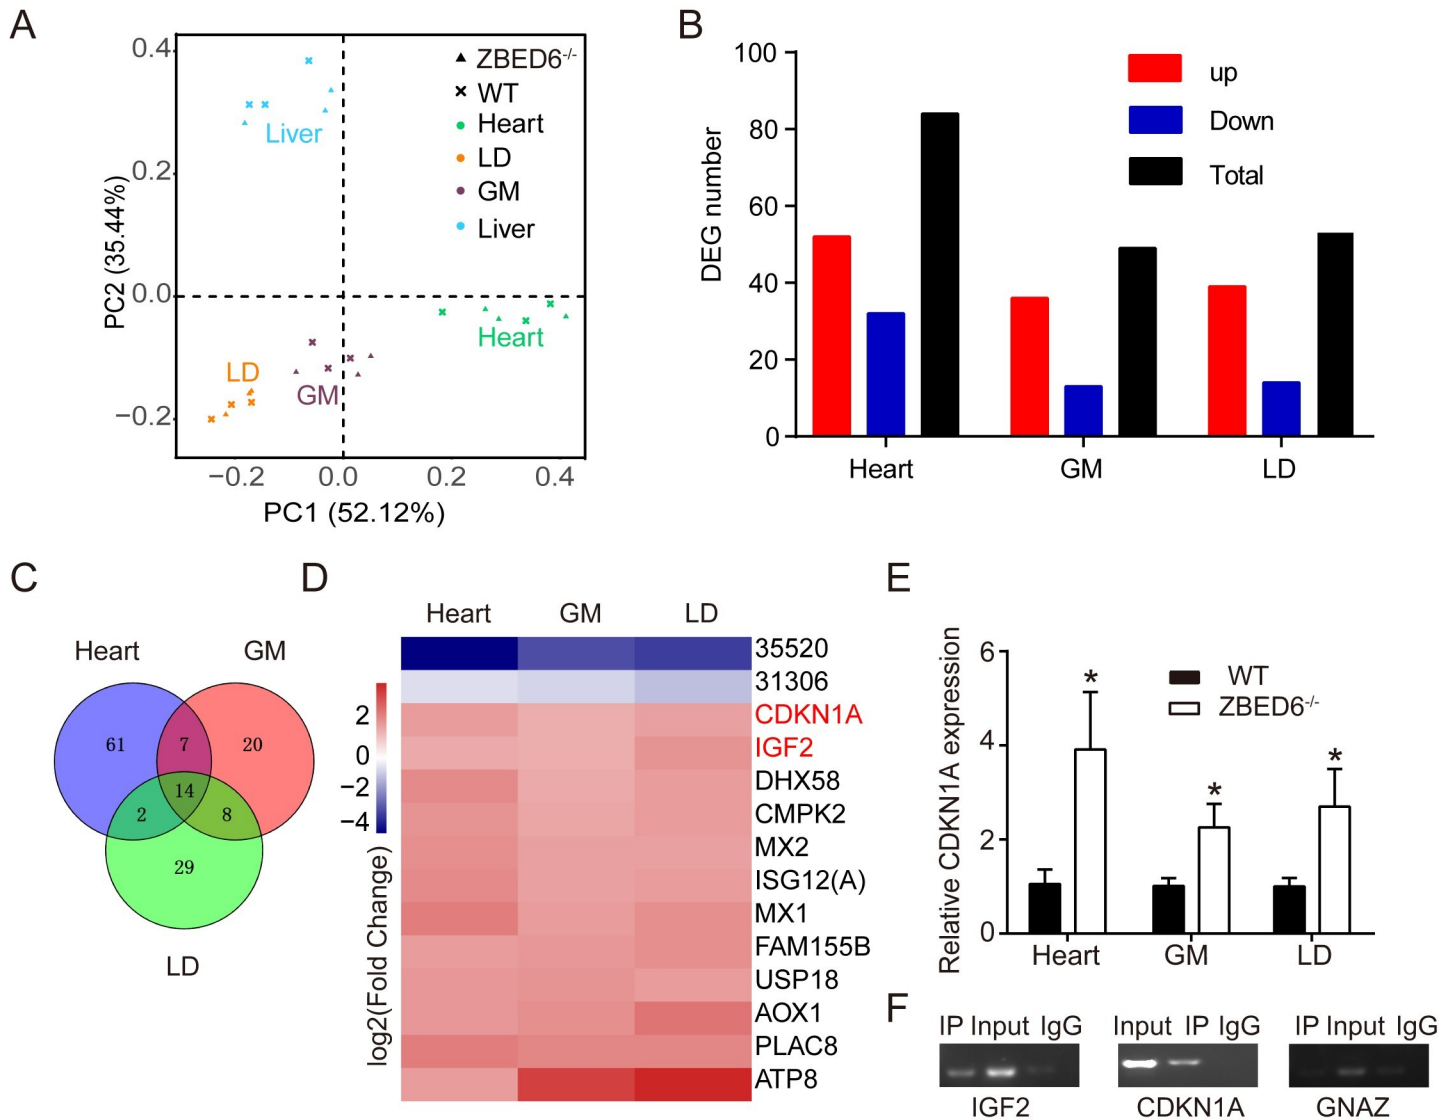 A
0.4
0.2
0.0
−0.2
PC2 (35.44%)
−0.2
0.0
0.2
0.4
PC1 (52.12%)
ZBED6-/-
WT
Heart
LD
GM
Liver
Liver
Heart
LD
GM
B
100
80
60
40
20
0
DEG number
up
Down
Total
Heart
GM
LD
C
Heart
GM
61
7
20
14
2
8
29
LD
D
Heart
GM
LD
2
0
−2
−4
log2(Fold Change)
35520
31306
CDKN1A
IGF2
DHX58
CMPK2
MX2
ISG12(A)
MX1
FAM155B
USP18
AOX1
PLAC8
ATP8
E
6
4
2
0
Relative CDKN1A expression
WT
ZBED6-/-
*
*
*
Heart
GM
LD
F
IP Input IgG
IGF2
Input IP IgG
CDKN1A
IP Input IgG
GNAZ